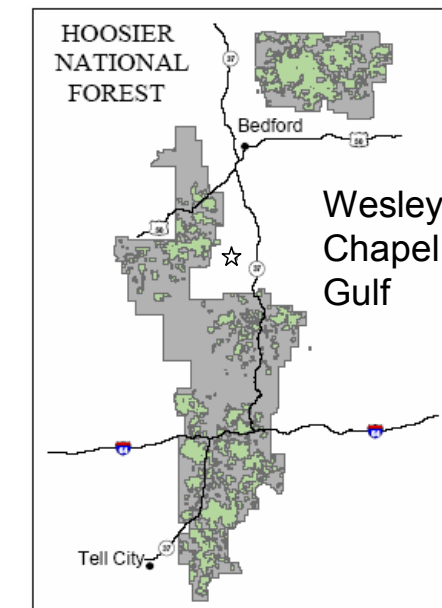 HOOSIER
NATIONAL
FOREST
37
Bedford
50
50
Wesley
Chapel
Gulf
37
64
64
Tell City
37